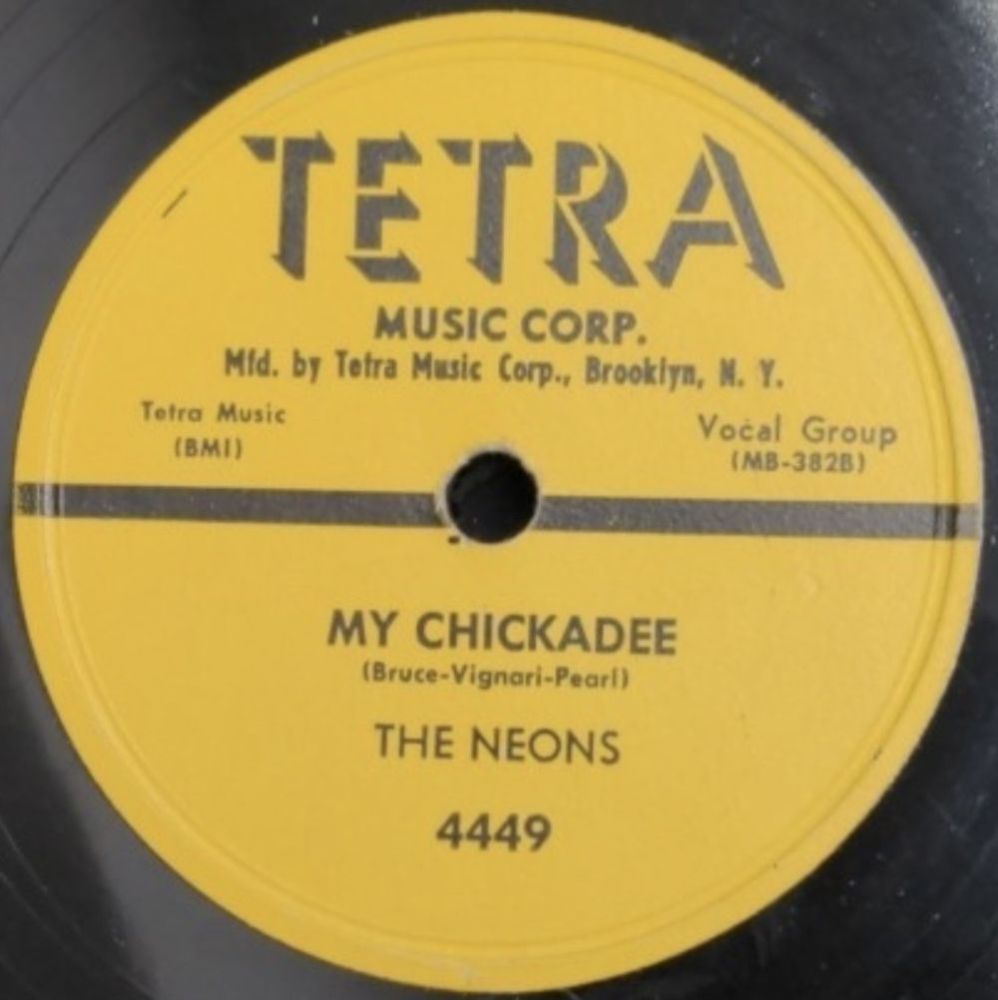 TETRA
MUSIC CORP.
Mfd. by Tetra Music Corp., Brooklyn, N. Y.
Tetra Music
(BMI)
Vocal Group
(MB-382B)
MY CHICKADEE
(Bruce-Vignari-Pearl)
THE NEONS
4449